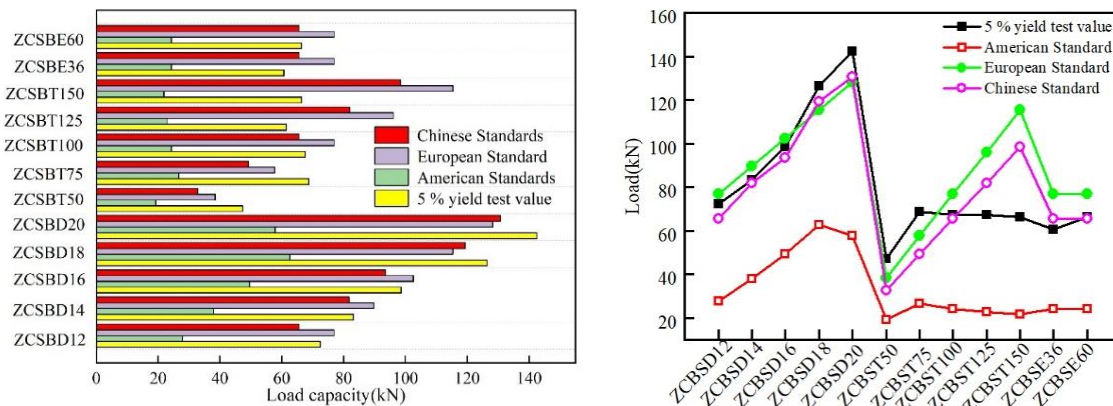 ZCSBE60
ZCSBE36
ZCSBT150
ZCSBT125
ZCSBT100
ZCSBT75
ZCSBT50
ZCSBD20
ZCSBD18
ZCSBD16
ZCSBD14
ZCSBD12
Chinese Standards
European Standard
American Standards
5 % yield test value
0 20 40 60 80 100 120 140
Load capacity(kN)
160
140
120
100
80
60
40
20
Load(kN)
5 % yield test value
American Standard
European Standard
Chinese Standard
ZCBSD12
ZCBSD14
ZCBSD16
ZCBSD18
ZCBSD20
ZCBST50
ZCBST75
ZCBST100
ZCBST125
ZCBST150
ZCBSE36
ZCBSE60